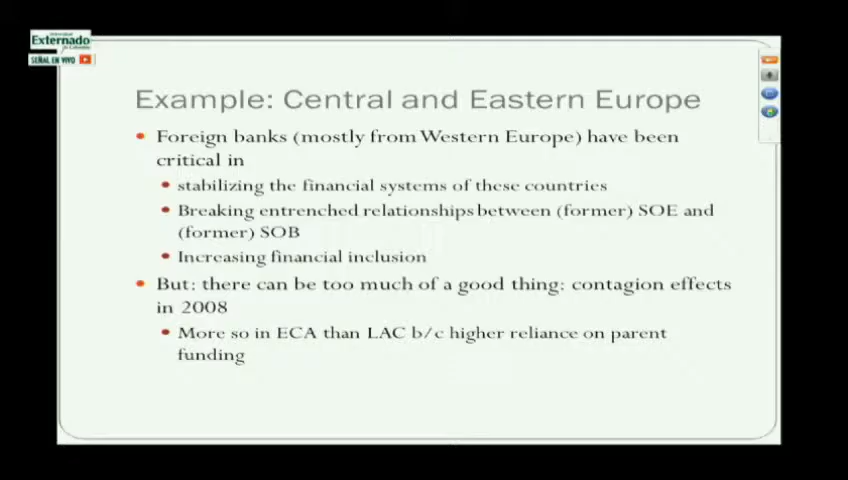 Externado
SEÑAL EN VIVO
Example: Central and Eastern Europe
Foreign banks (mostly from Western Europe) have been
critical in
stabilizing the financial systems of these countries
Breaking entrenched relationships between (former) SOE and
(former) SOB
Increasing financial inclusion
But: there can be too much of a good thing: contagion effects
in 2008
More so in ECA than LAC b/c higher reliance on parent
funding